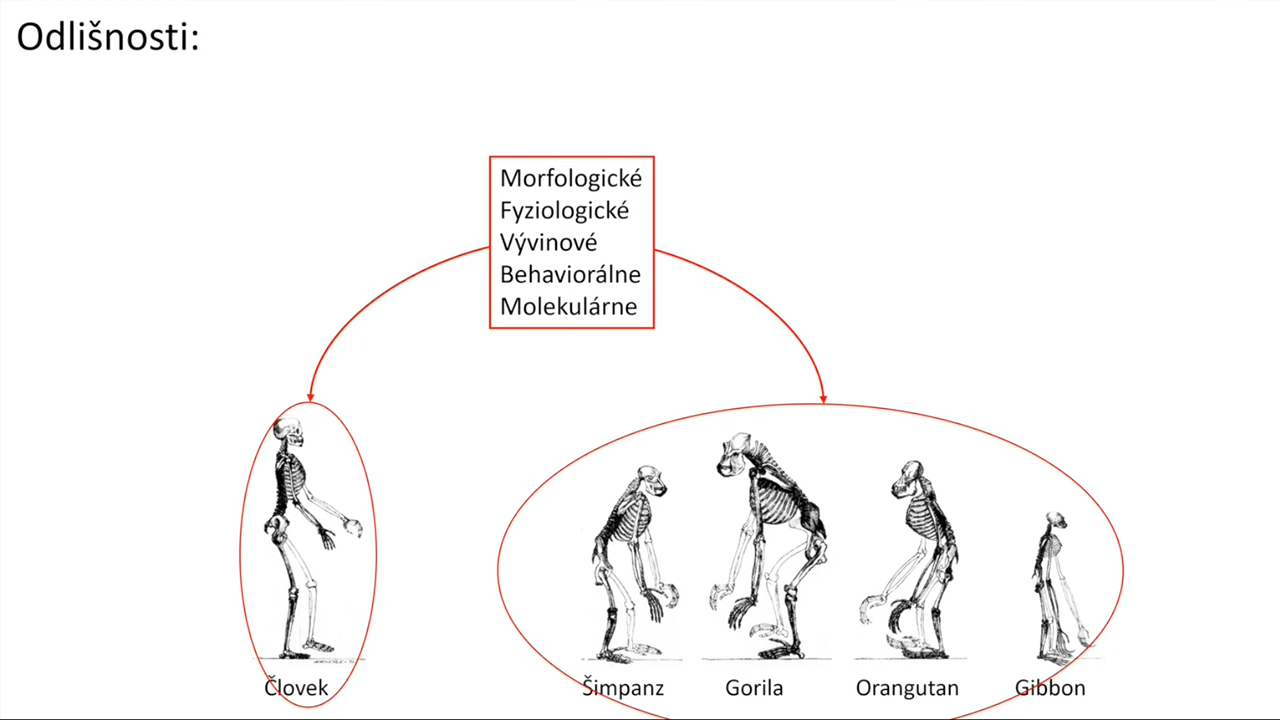 Odlišnosti:
Morfologické
Fyziologické
Vývinové
Behaviorálne
Molekulárne
Človek
Šimpanz
Gorila
Orangutan
Gibbon